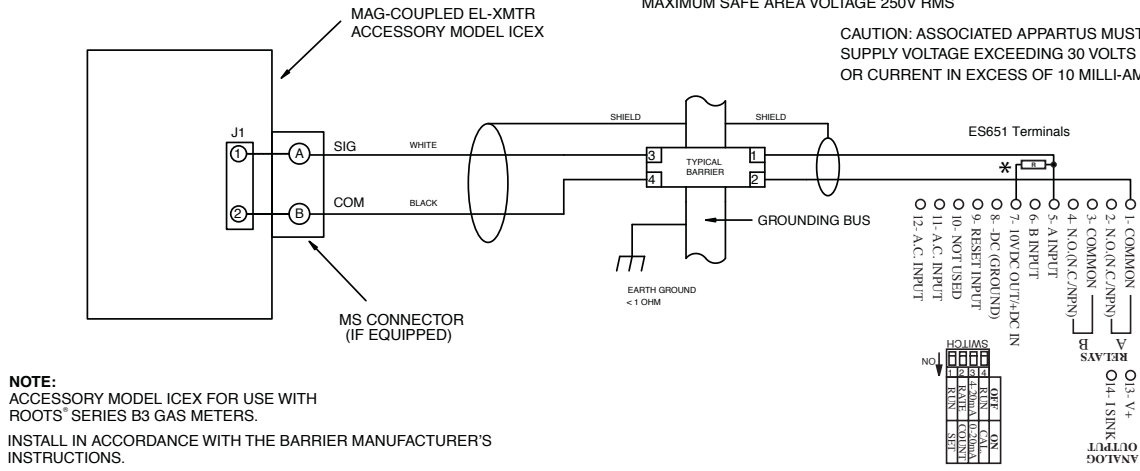 MAXIMUM SAFE AREA VOLTAGE 250V RMS
MAG-COUPLED EL-XMTR
ACCESSORY MODEL ICEX
CAUTION: ASSOCIATED APPARTUS MUST
SUPPLY VOLTAGE EXCEEDING 30 VOLTS
OR CURRENT IN EXCESS OF 10 MILLI-AM
J1
1
2
A
B
SIG
WHITE
COM
BLACK
SHIELD
SHIELD
3
4
TYPICAL
BARRIER
1
2
ES651 Terminals
*
R
GROUNDING BUS
EARTH GROUND
< 1 OHM
MS CONNECTOR
(IF EQUIPPED)
1- COMMON
2- N.O.(N.C./NPN)
3- COMMON
4- N.O.(N.C./NPN)
5- A INPUT
6- B INPUT
7- 10VDC OUT/+DC IN
8- -DC (GROUND)
9- RESET INPUT
10- NOT USED
11- A.C. INPUT
12- A.C. INPUT
A
B
RELAYS
13- V+
14- I SINK
ANALOG
OUTPUT
SWITCH
NO
1 2 3 4
OFF ON
RUN CAL.
4-20mA 0-20mA
RATE COUNT
RUN SET
NOTE:
ACCESSORY MODEL ICEX FOR USE WITH
ROOTS® SERIES B3 GAS METERS.
INSTALL IN ACCORDANCE WITH THE BARRIER MANUFACTURER'S
INSTRUCTIONS.